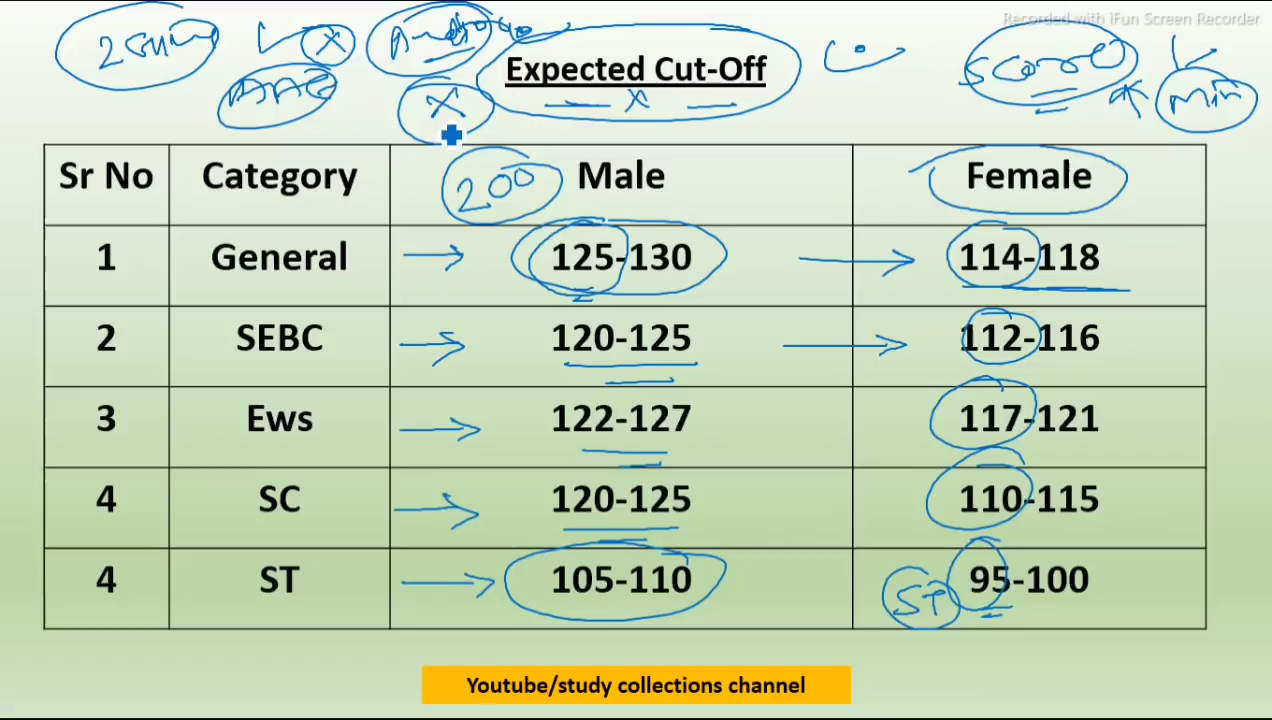 Recorded with iFun Screen Recorder
Expected Cut-Off
x
x
x
Score
Min
200
Sr No Category Male Female
1 General 125-130 114-118
2 SEBC 120-125 112-116
3 Ews 122-127 117-121
4 SC 120-125 110-115
4 ST 105-110 95-100
ST
Youtube/study collections channel